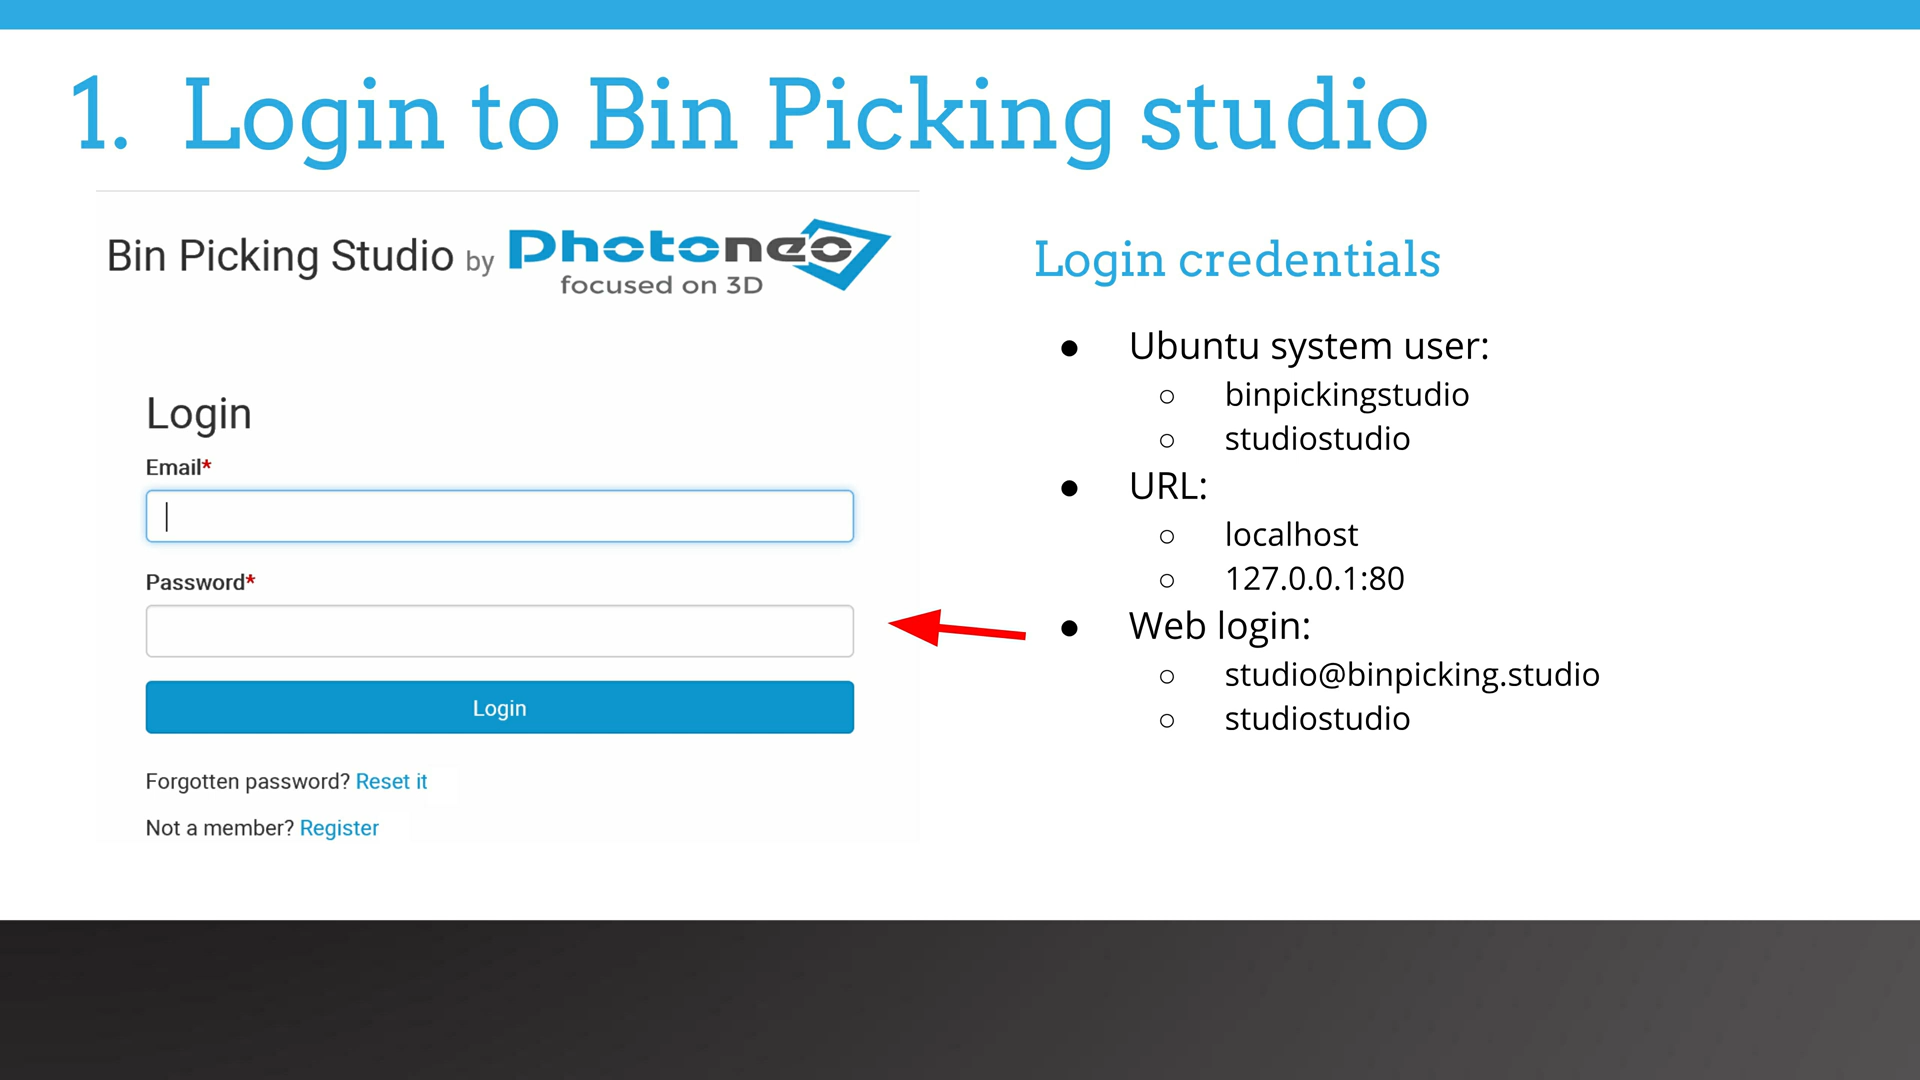 1. Login to Bin Picking studio
Bin Picking Studio by Photoneo
focused on 3D
Login
Email*
Password*
Login
Forgotten password? Reset it
Not a member? Register
Login credentials
● Ubuntu system user:
○ binpickingstudio
○ studiostudio
● URL:
○ localhost
○ 127.0.0.1:80
● Web login:
○ studio@binpicking.studio
○ studiostudio